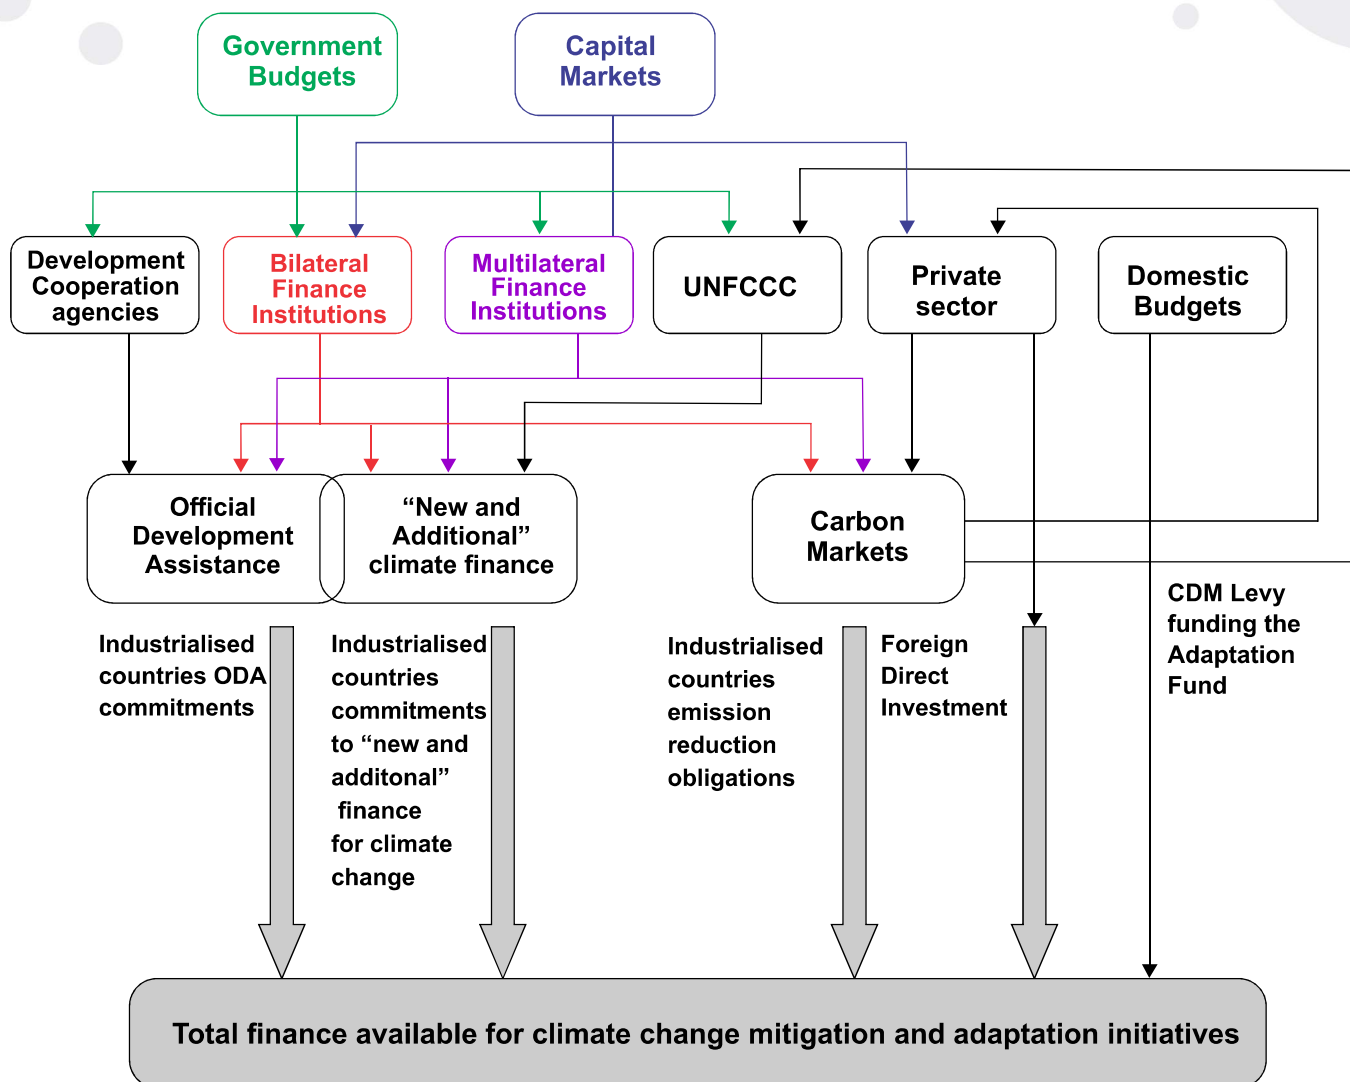 Government
Budgets
Capital
Markets
Development
Cooperation
agencies
Bilateral
Finance
Institutions
Multilateral
Finance
Institutions
UNFCCC
Private
sector
Domestic
Budgets
Official
Development
Assistance
“New and
Additional”
climate finance
Carbon
Markets
Industrialised
countries ODA
commitments
Industrialised
countries
commitments
to “new and
additonal”
finance
for climate
change
Industrialised
countries
emission
reduction
obligations
Foreign
Direct
Investment
CDM Levy
funding the
Adaptation
Fund
Total finance available for climate change mitigation and adaptation initiatives